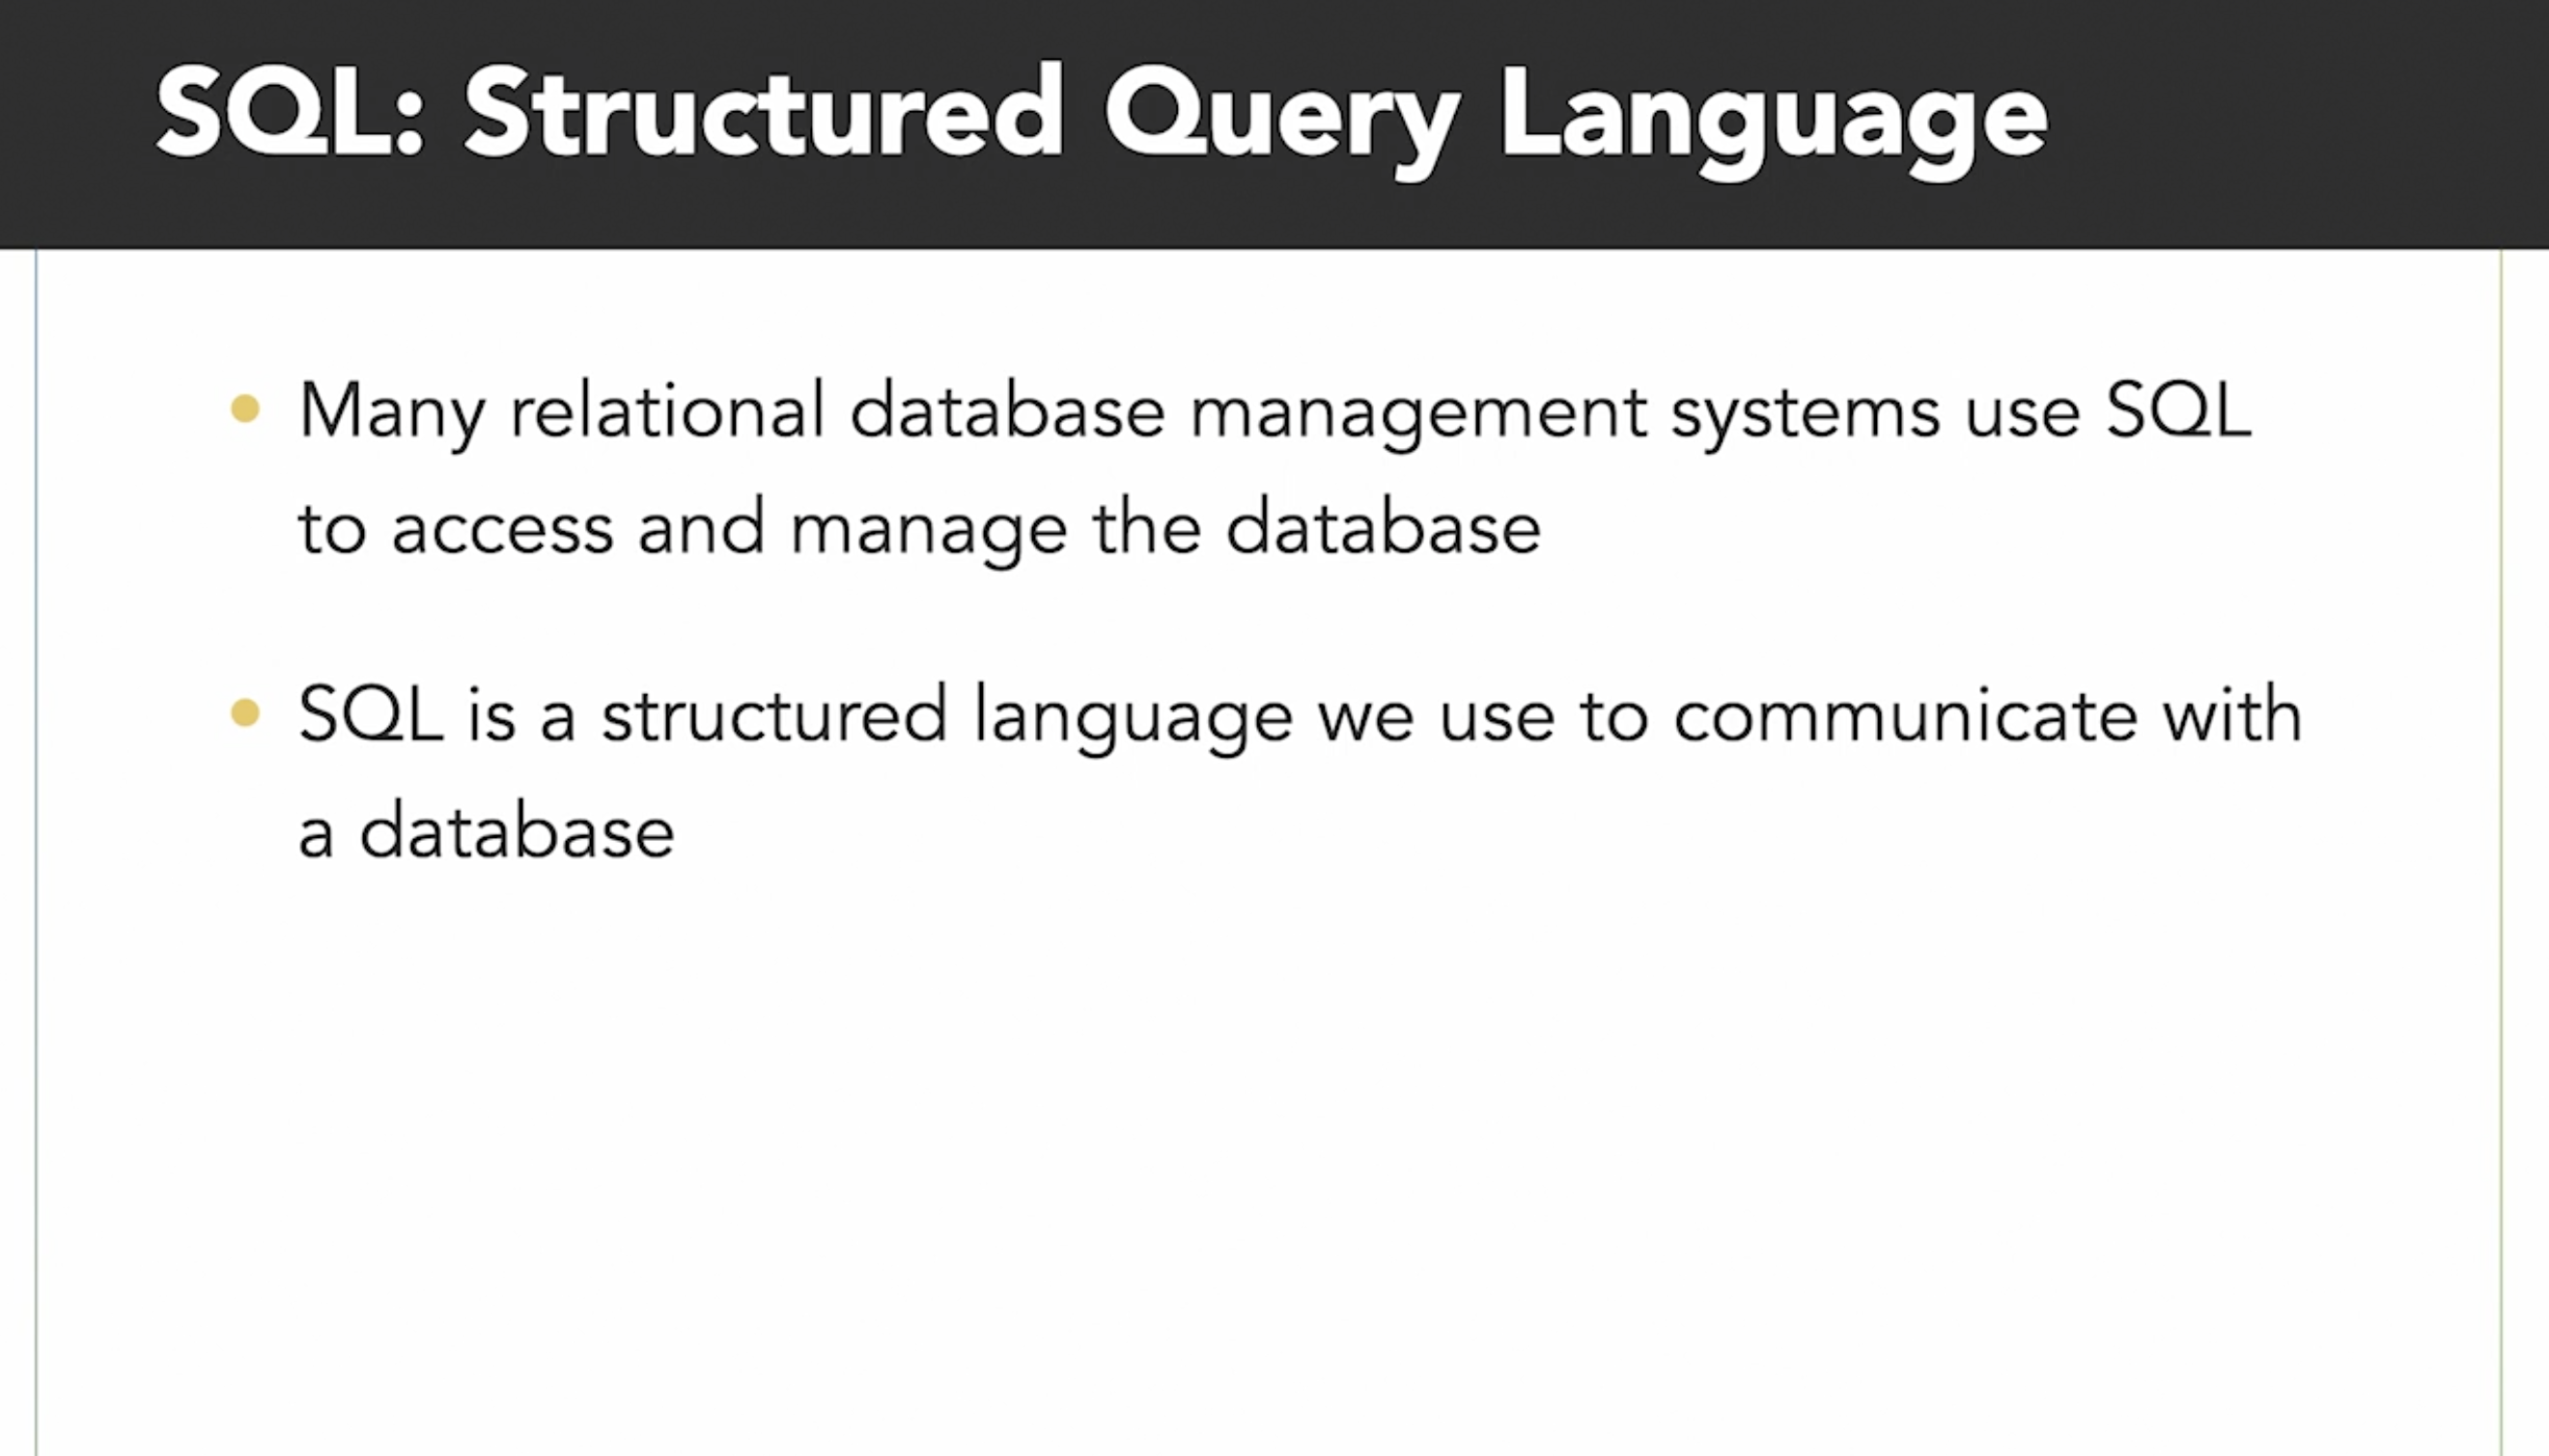 SQL: Structured Query Language
Many relational database management systems use SQL
to access and manage the database
SQL is a structured language we use to communicate with
a database